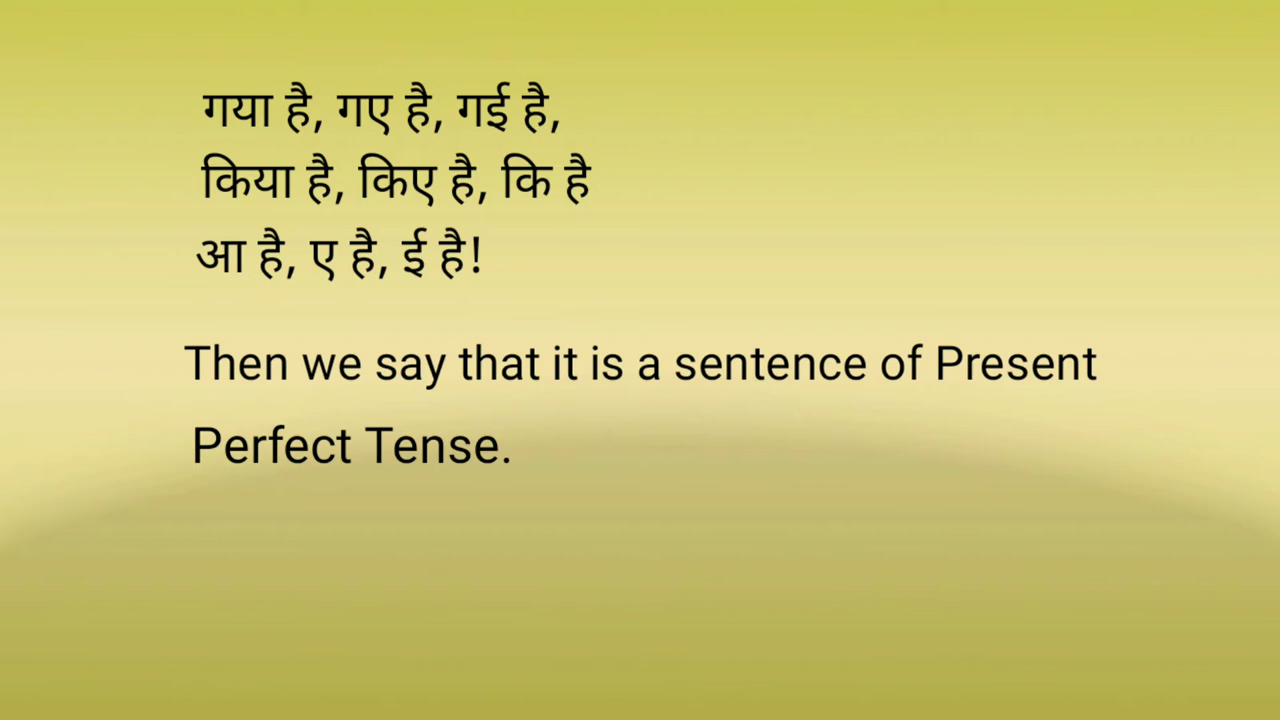 गया है, गए है, गई है,
किया है, किए है, कि है
आ है, ए है, ई है!
Then we say that it is a sentence of Present
Perfect Tense.